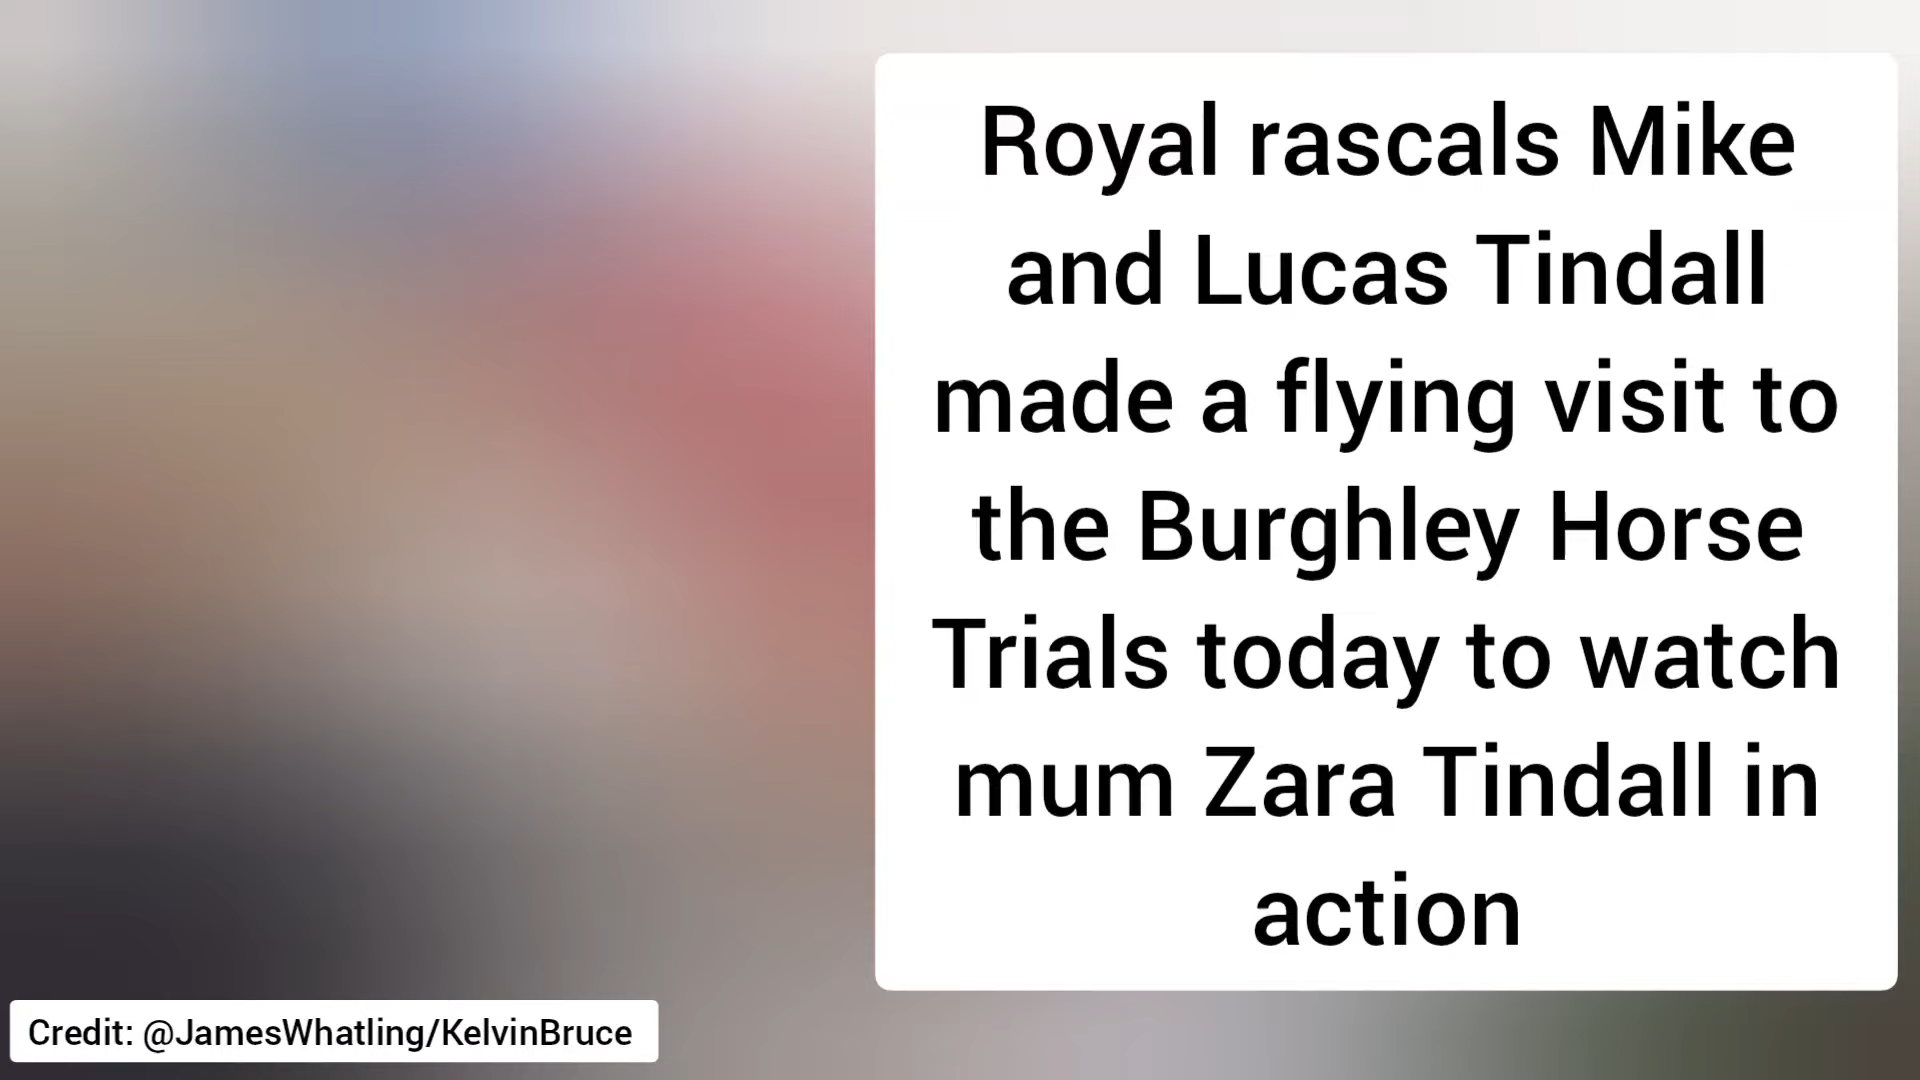 Royal rascals Mike
and Lucas Tindall
made a flying visit to
the Burghley Horse
Trials today to watch
mum Zara Tindall in
action
Credit: @JamesWhatling/KelvinBruce